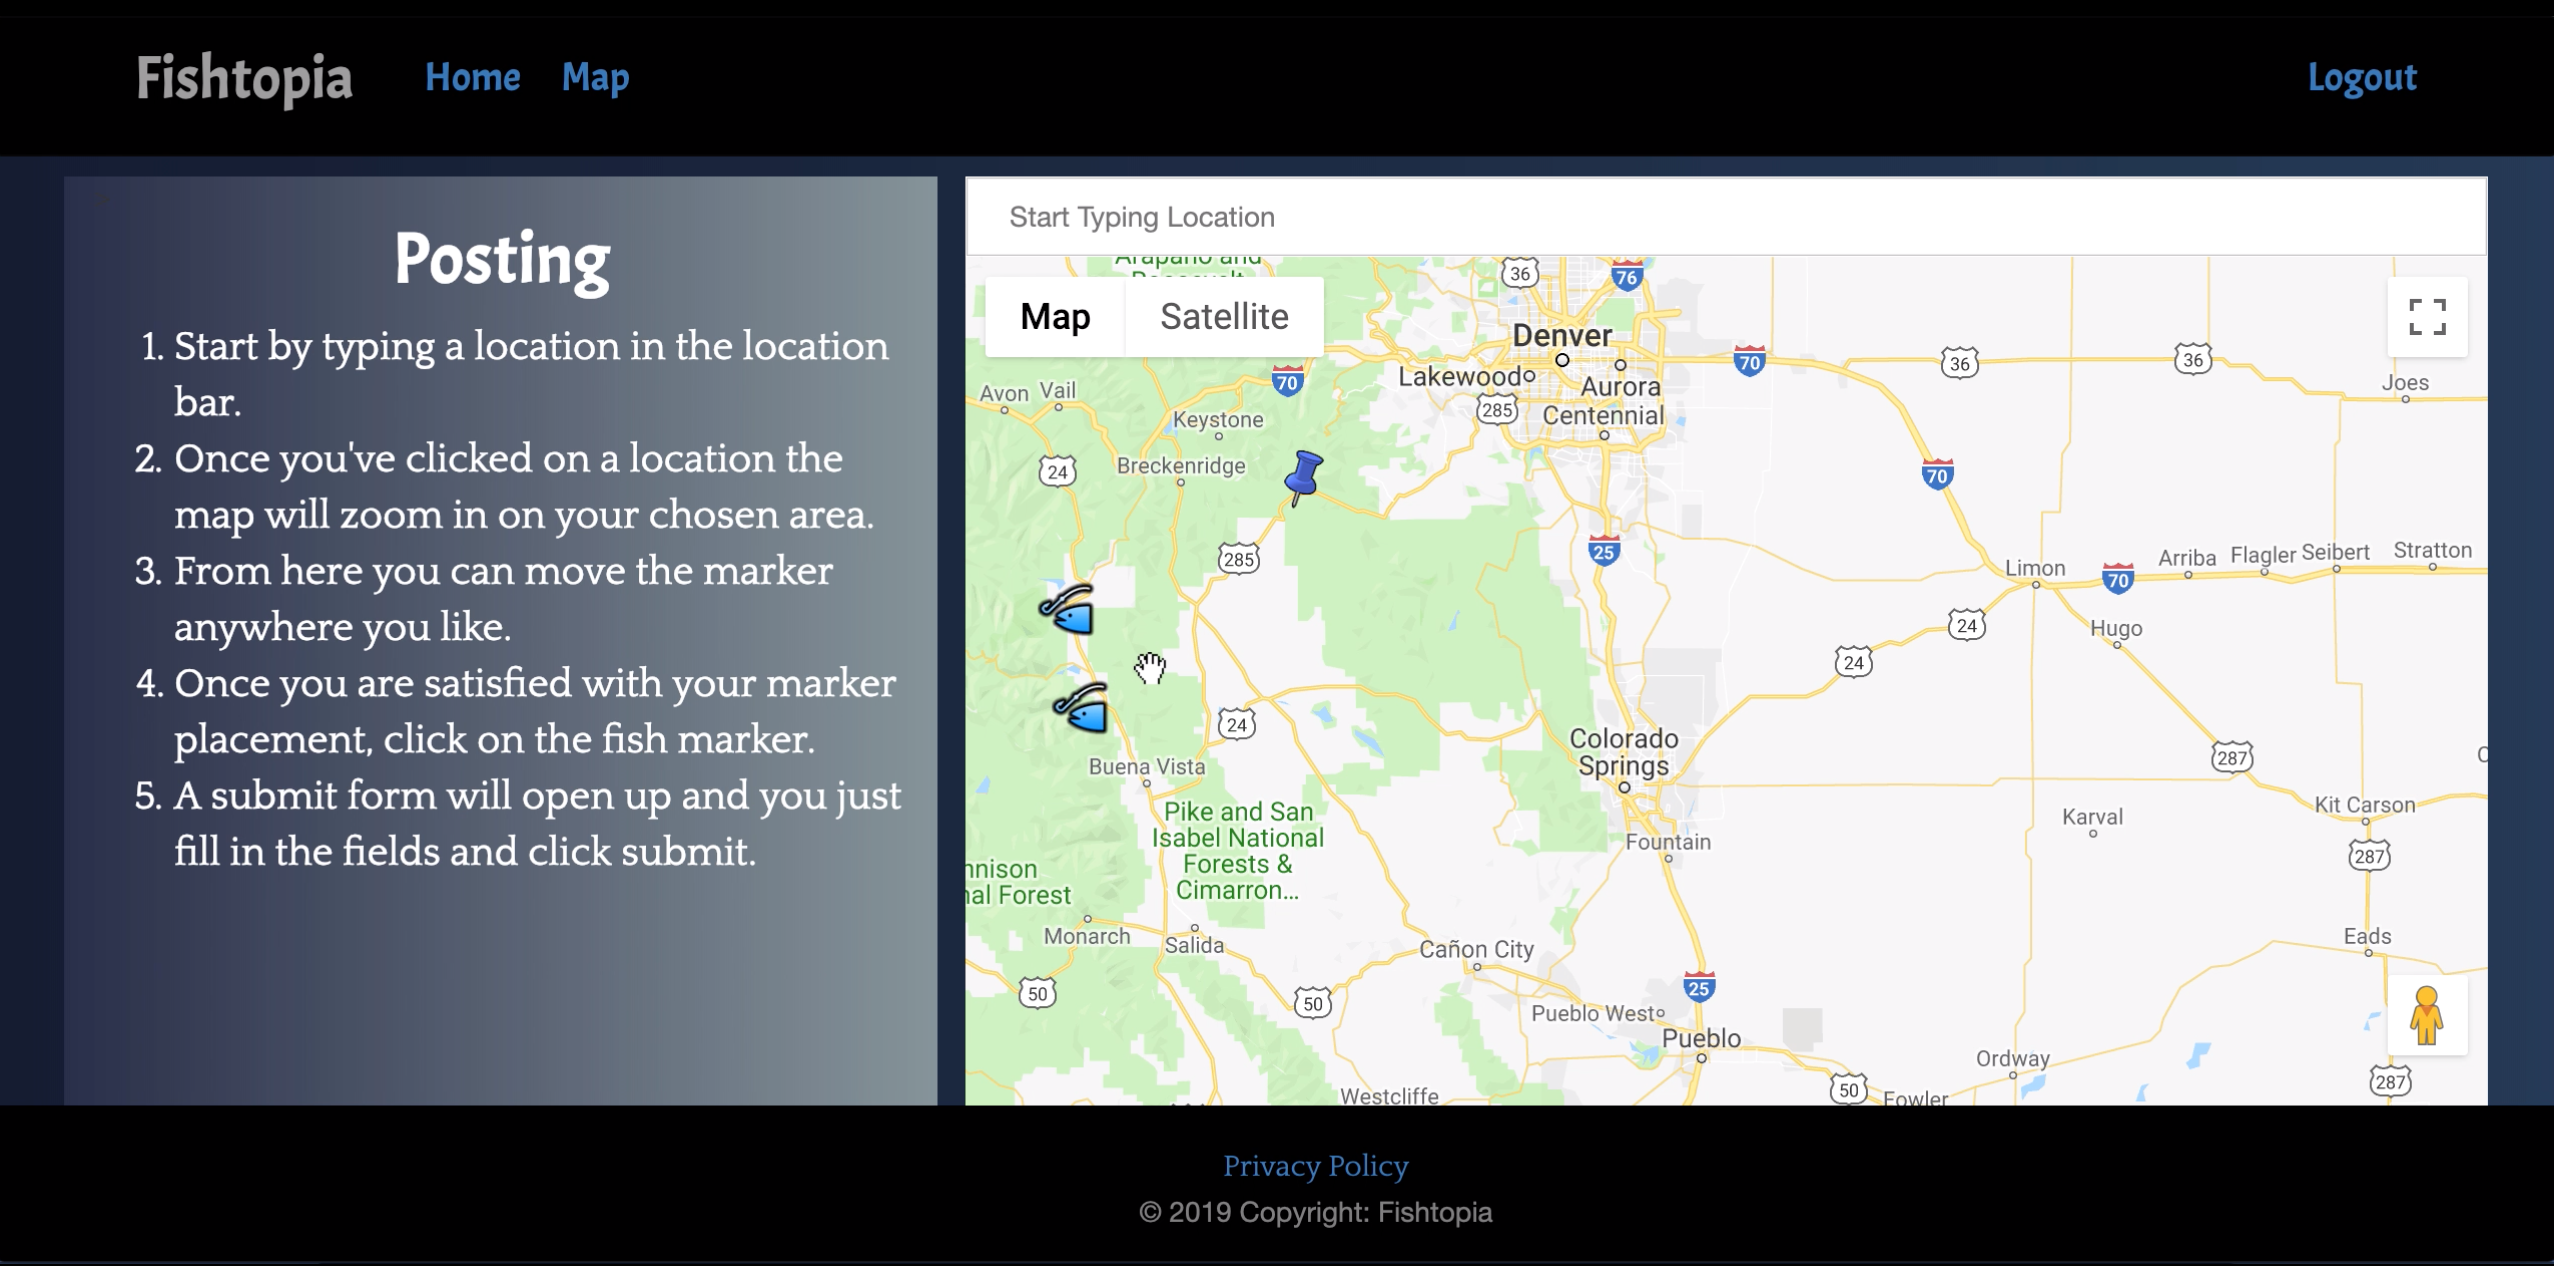 Fishtopia Home Map Logout
Posting
1. Start by typing a location in the location
bar.
2. Once you've clicked on a location the
map will zoom in on your chosen area.
3. From here you can move the marker
anywhere you like.
4. Once you are satisfied with your marker
placement, click on the fish marker.
5. A submit form will open up and you just
fill in the fields and click submit.
Start Typing Location
Arapaho and
Roosevelt
Map Satellite
36
76
Denver
70
36
36
Lakewood
Aurora
Joes
70
Avon Vail
285
Centennial
Keystone
24
Breckenridge
70
285
25
Limon
70
Arriba Flagler Seibert Stratton
24
Hugo
24
24
Colorado
Springs
287
Buena Vista
Kit Carson
Pike and San
Isabel National
Forests &
Cimarron...
Karval
Fountain
287
nnison
nal Forest
Monarch
Salida
Cañon City
Eads
50
50
25
Pueblo West
Pueblo
Ordway
287
Westcliffe
50
Fowler
Privacy Policy
© 2019 Copyright: Fishtopia